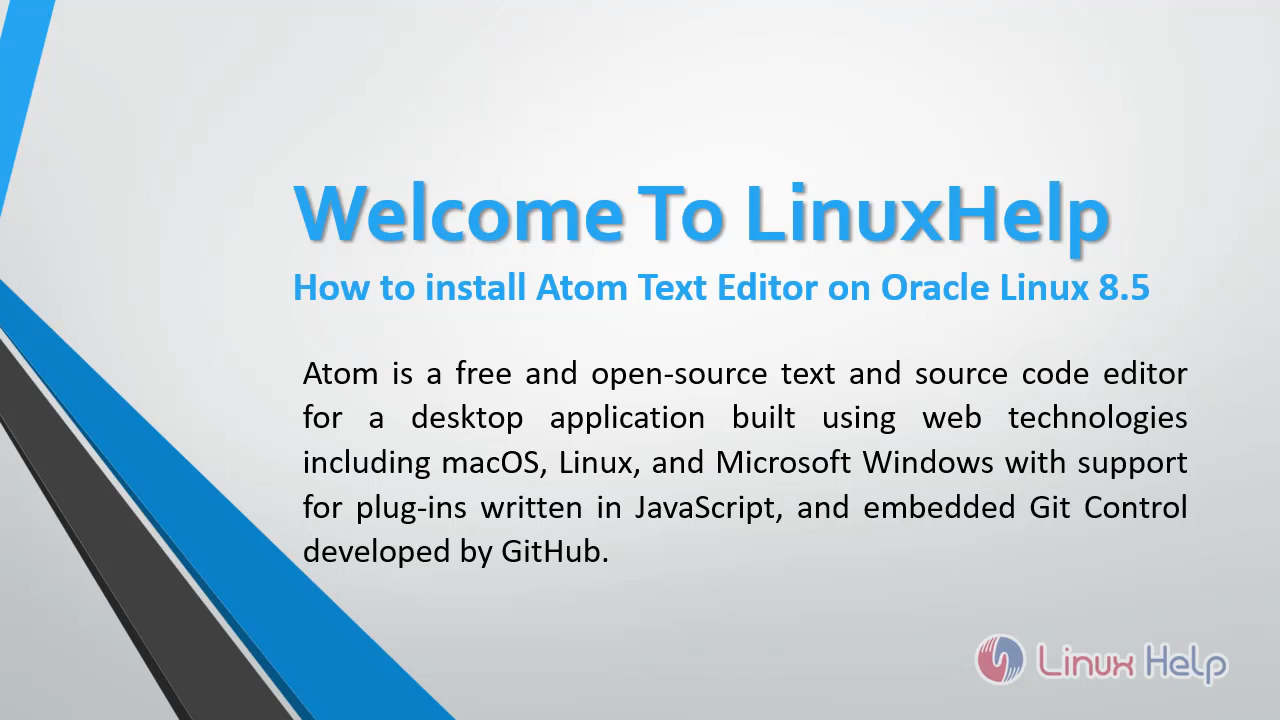 Welcome To LinuxHelp
How to install Atom Text Editor on Oracle Linux 8.5
Atom is a free and open-source text and source code editor
for a desktop application built using web technologies
including macOS, Linux, and Microsoft Windows with support
for plug-ins written in JavaScript, and embedded Git Control
developed by GitHub.
Linux Help